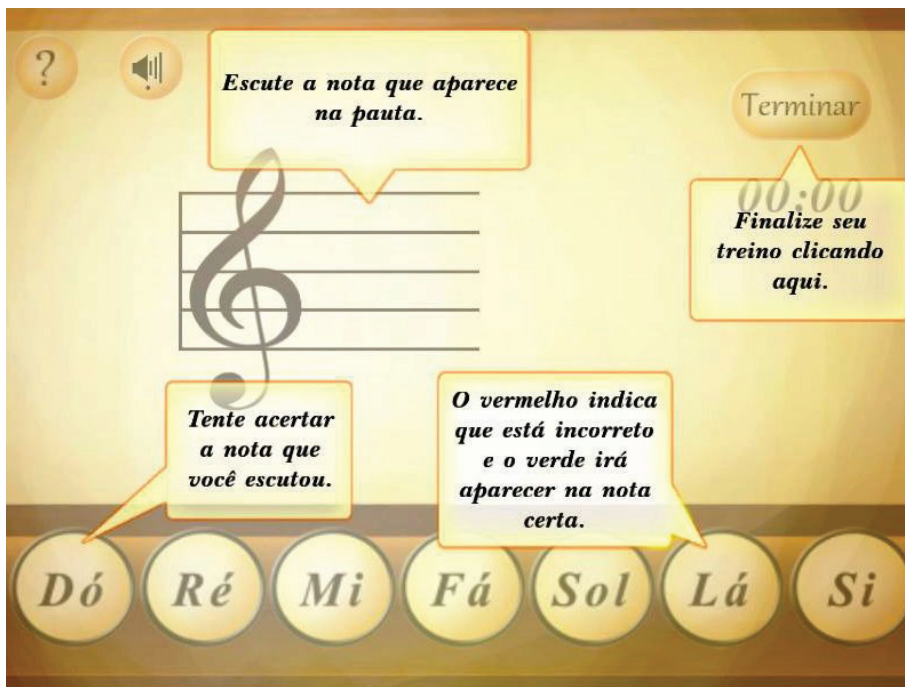 ?
Escute a nota que aparece
na pauta.
Terminar
00:00
Finalize seu
treino clicando
aqui.
Tente acertar
a nota que
você escutou.
O vermelho indica
que está incorreto
e o verde irá
aparecer na nota
certa.
Dó Ré Mi Fá Sol Lá Si